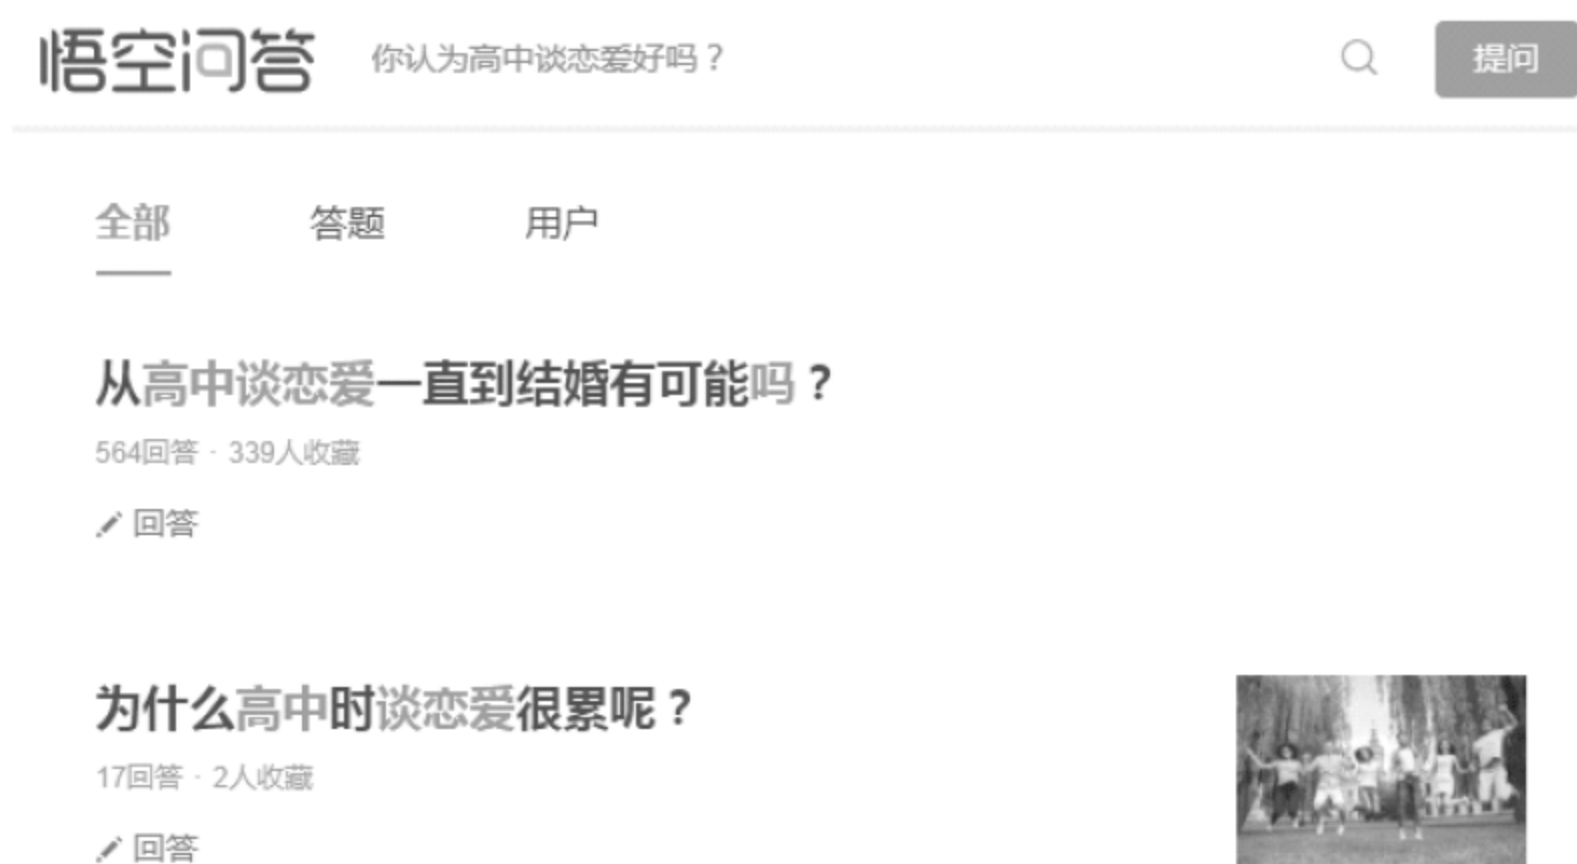 悟空问答 你认为高中谈恋爱好吗？ 提问
全部 答题 用户
从高中谈恋爱一直到结婚有可能吗？
564回答 · 339人收藏
回答
为什么高中时谈恋爱很累呢？
17回答 · 2人收藏
回答